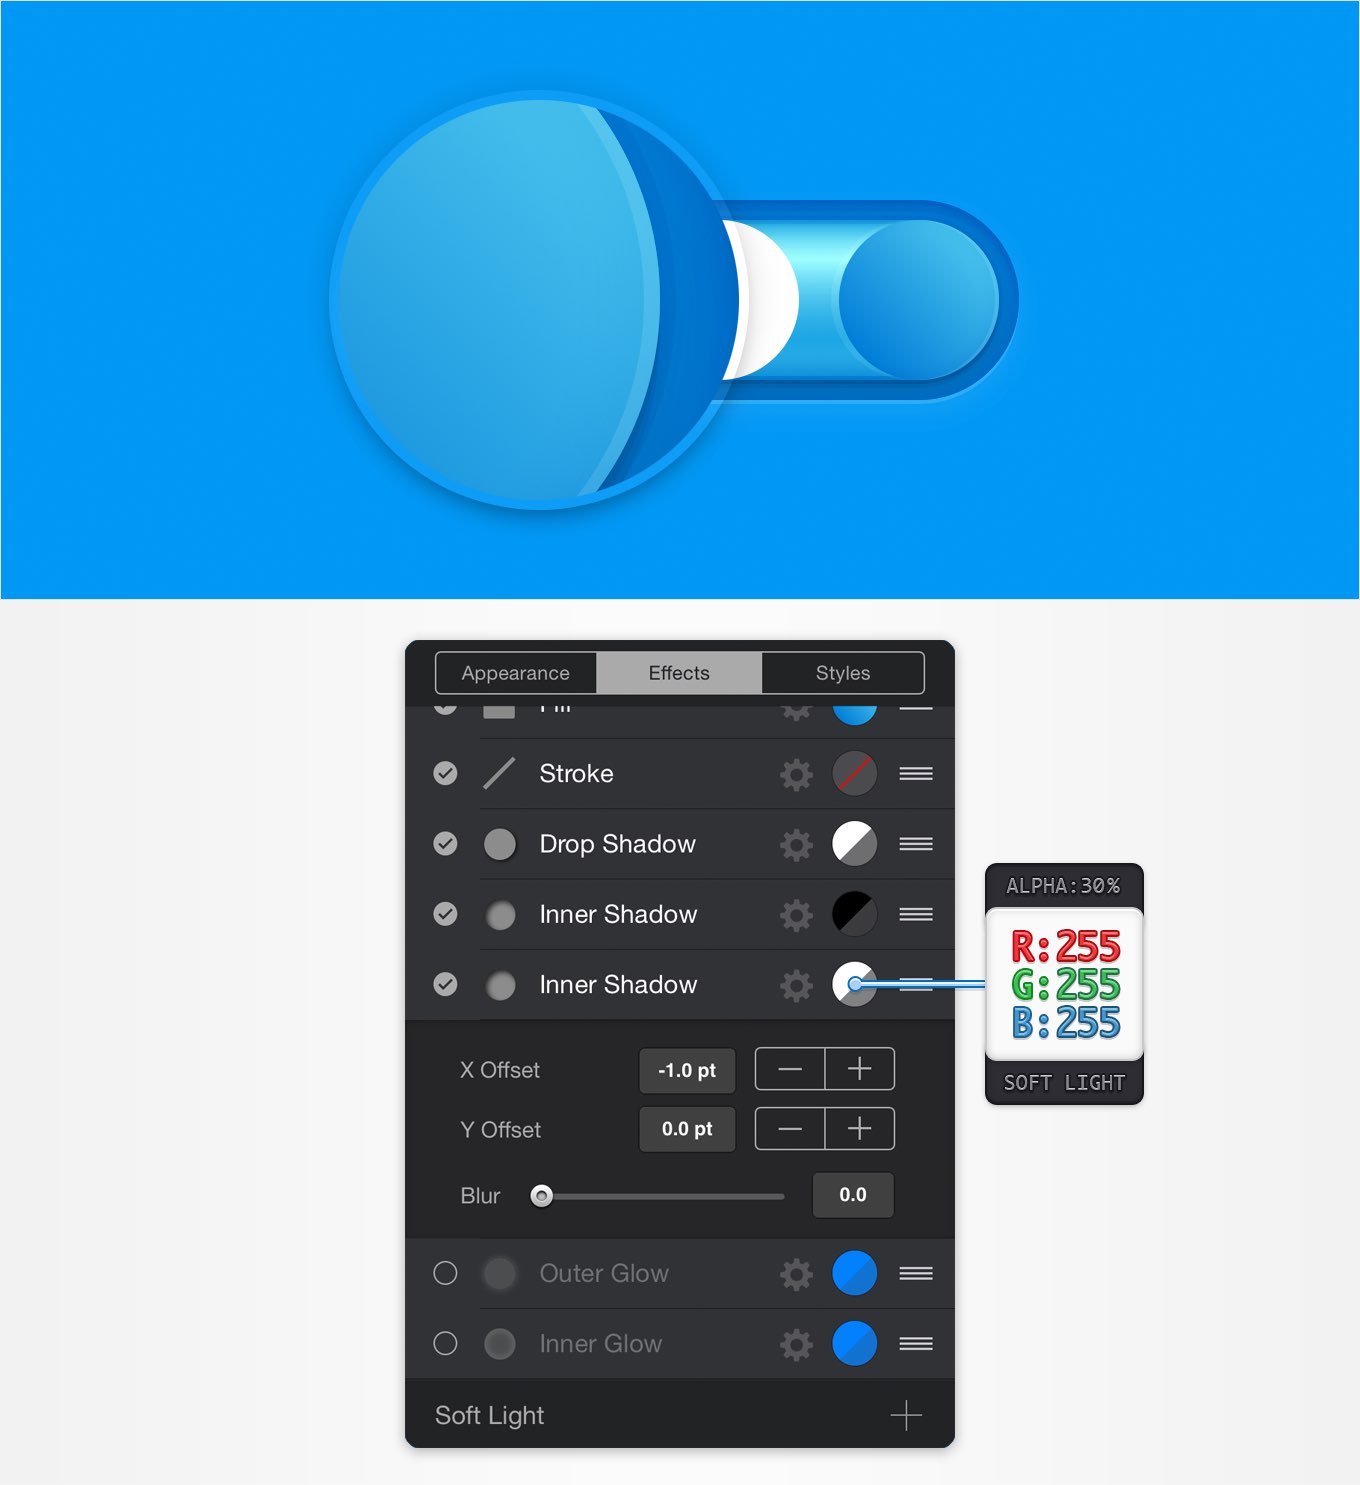 Appearance
Effects
Styles
Fill
Stroke
Drop Shadow
Inner Shadow
Inner Shadow
ALPHA:30%
R:255
G:255
B:255
SOFT LIGHT
X Offset
-1.0 pt
Y Offset
0.0 pt
Blur
0.0
Outer Glow
Inner Glow
Soft Light